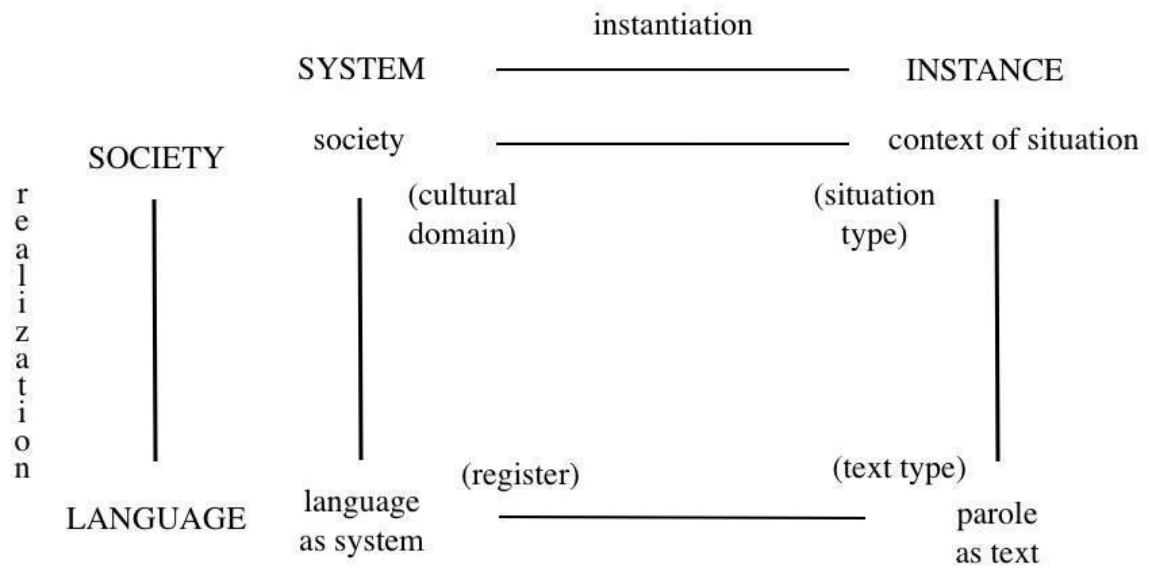 instantiation
SYSTEM INSTANCE
society context of situation
SOCIETY
(cultural
domain)
(situation
type)
realization
(register) (text type)
LANGUAGE
language
as system
parole
as text